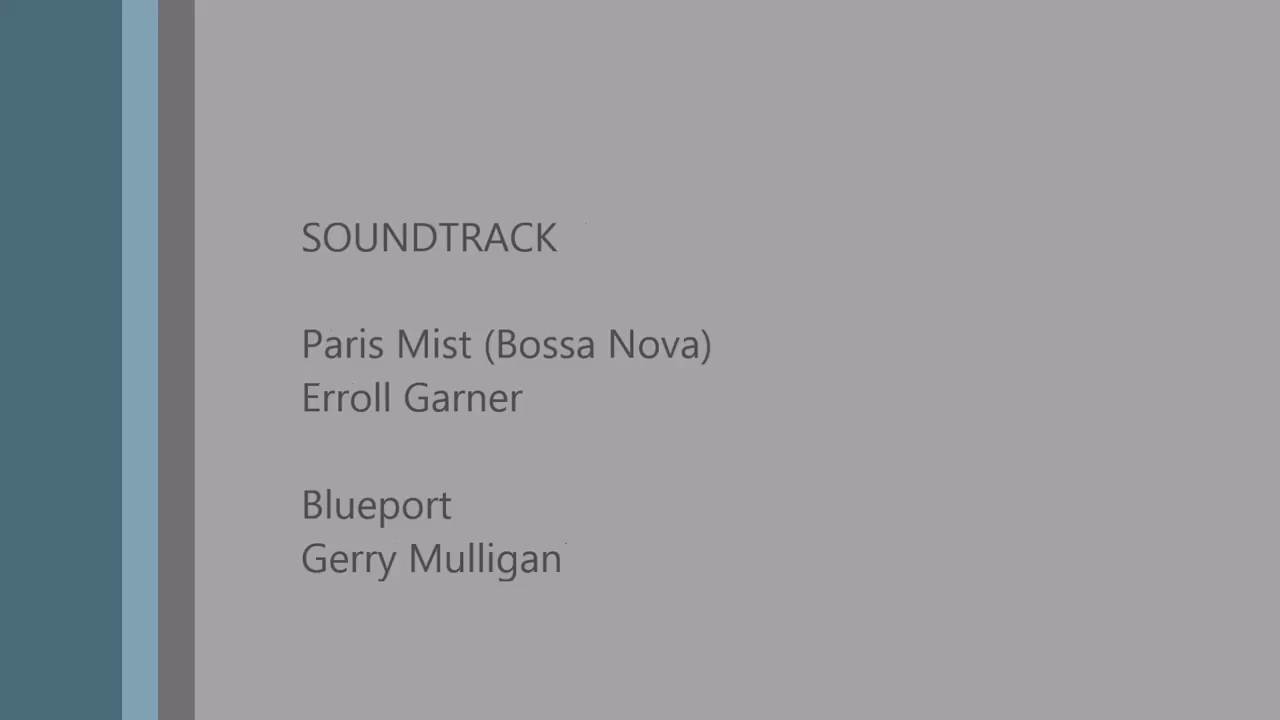 SOUNDTRACK
Paris Mist (Bossa Nova)
Erroll Garner
Blueport
Gerry Mulligan